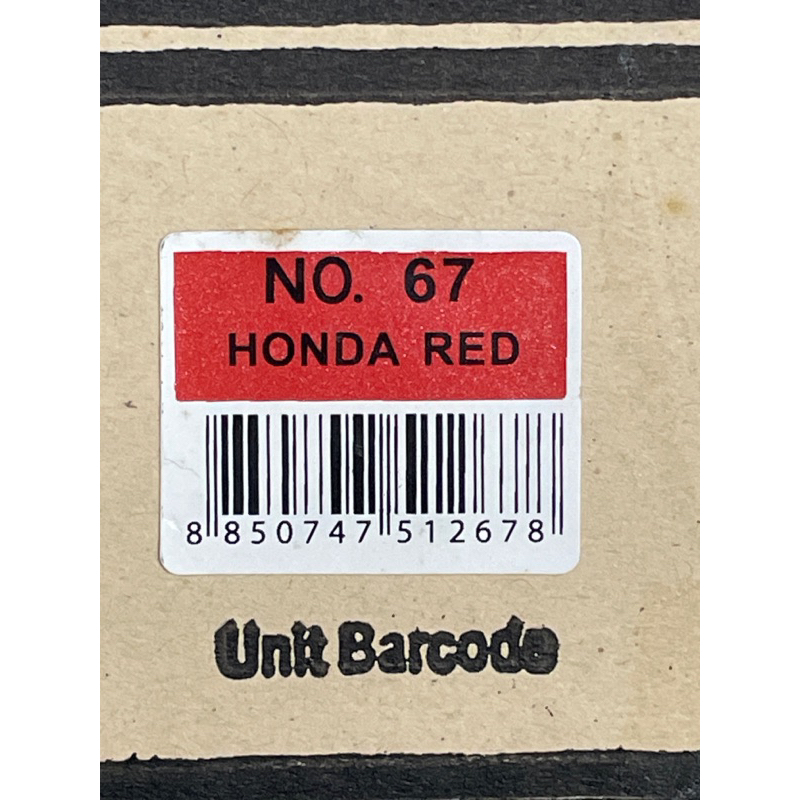 NO. 67
HONDA RED
8 850747 512678
Unit Barcode